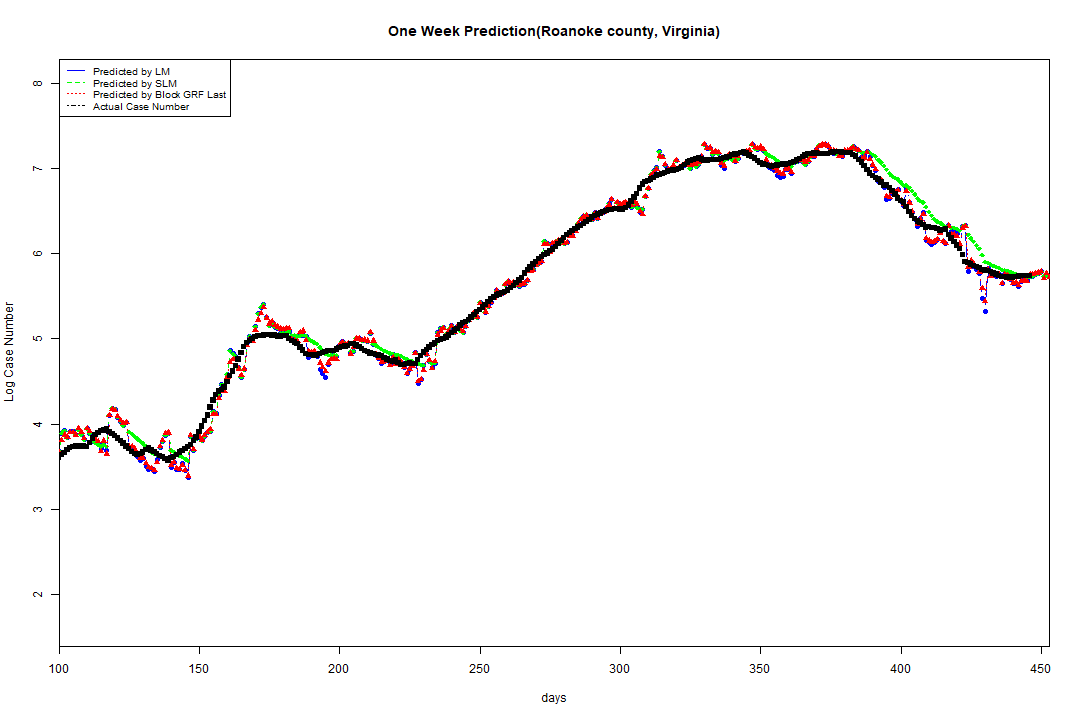 One Week Prediction(Roanoke county, Virginia)
Predicted by LM
Predicted by SLM
Predicted by Block GRF Last
Actual Case Number
8
7
6
5
4
3
2
Log Case Number
100 150 200 250 300 350 400 450
days